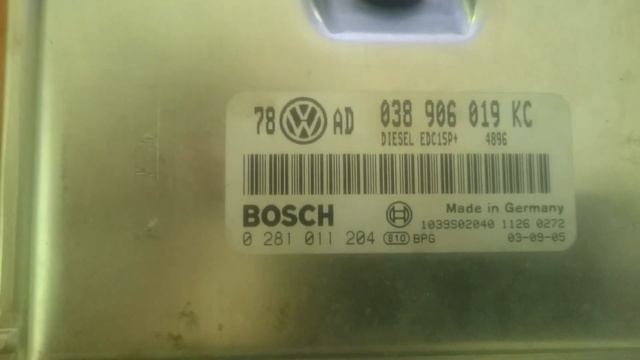 78 AD 038 906 019 KC
DIESEL EDC15P+ 4896
BOSCH Made in Germany
1039S02040 1126 0272
0 281 011 204 810 BPG 03-09-05